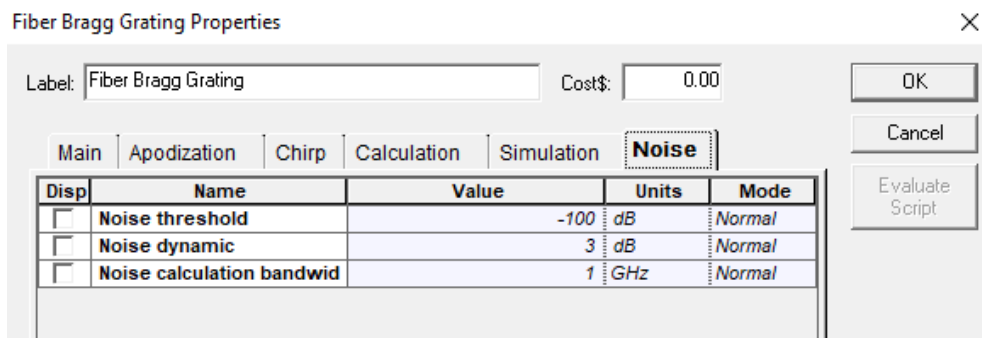 Fiber Bragg Grating Properties
Label: Fiber Bragg Grating Cost$: 0.00 OK
Cancel
Main Apodization Chirp Calculation Simulation Noise
Evaluate Script
Disp Name Value Units Mode
Noise threshold -100 dB Normal
Noise dynamic 3 dB Normal
Noise calculation bandwid 1 GHz Normal